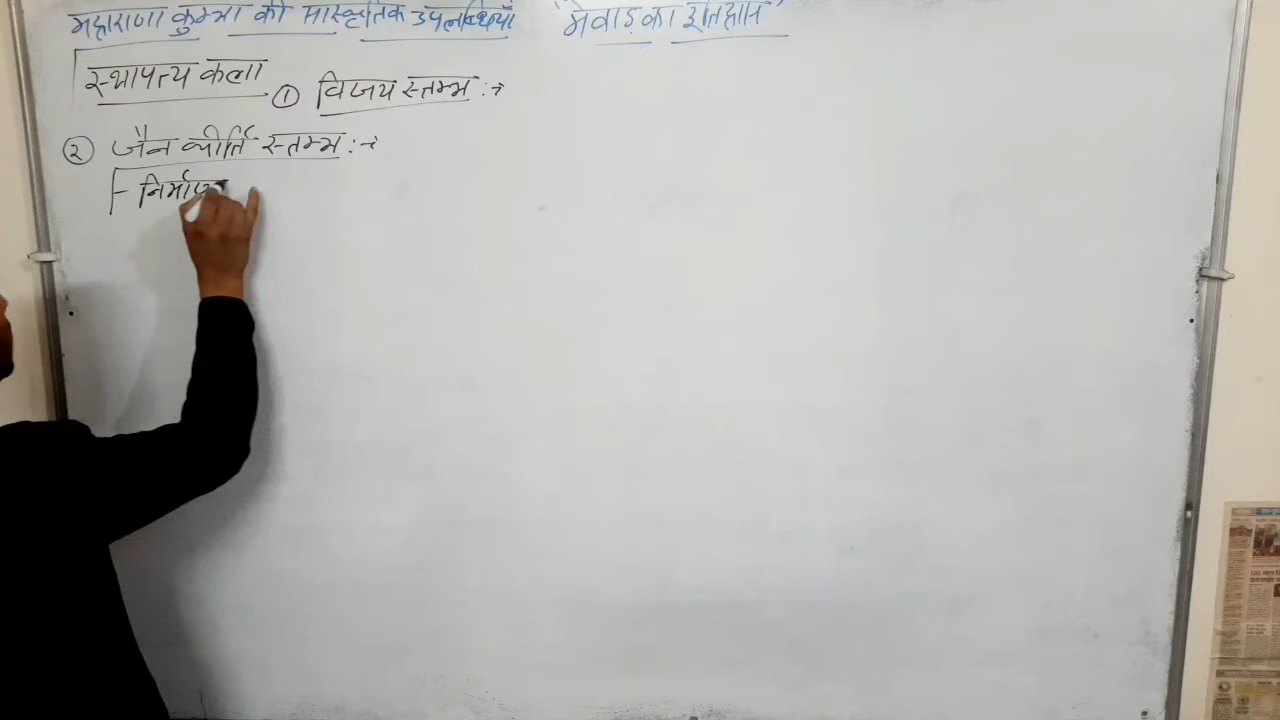 महाराणा कुम्भा की सांस्कृतिक उपलब्धियाँ 'मेवाड़ का इतिहास'
स्थापत्य कला ① विजय स्तम्भ :→
② जैन कीर्ति स्तम्भ :→
- निर्माण